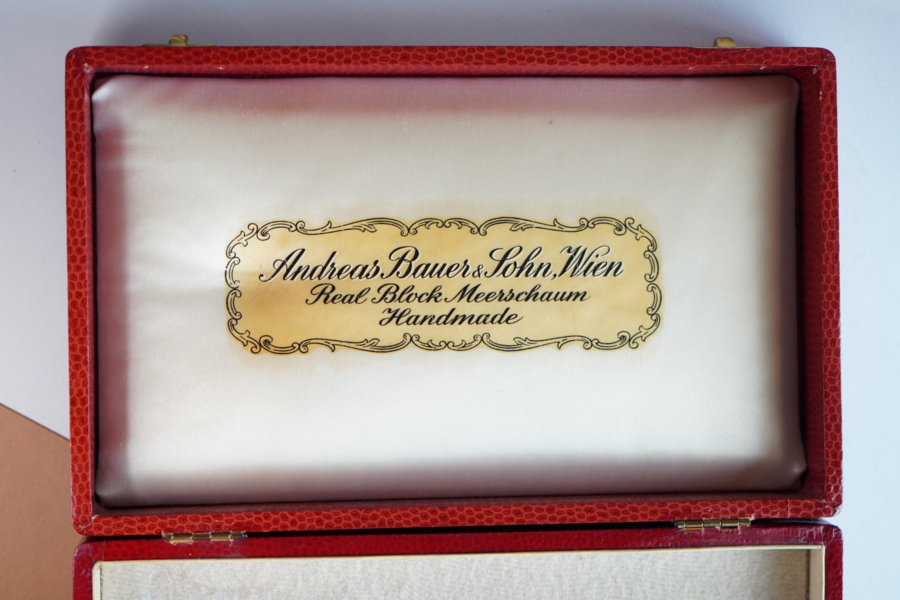 Andreas Bauer & Sohn, Wien
Real Block Meerschaum
Handmade